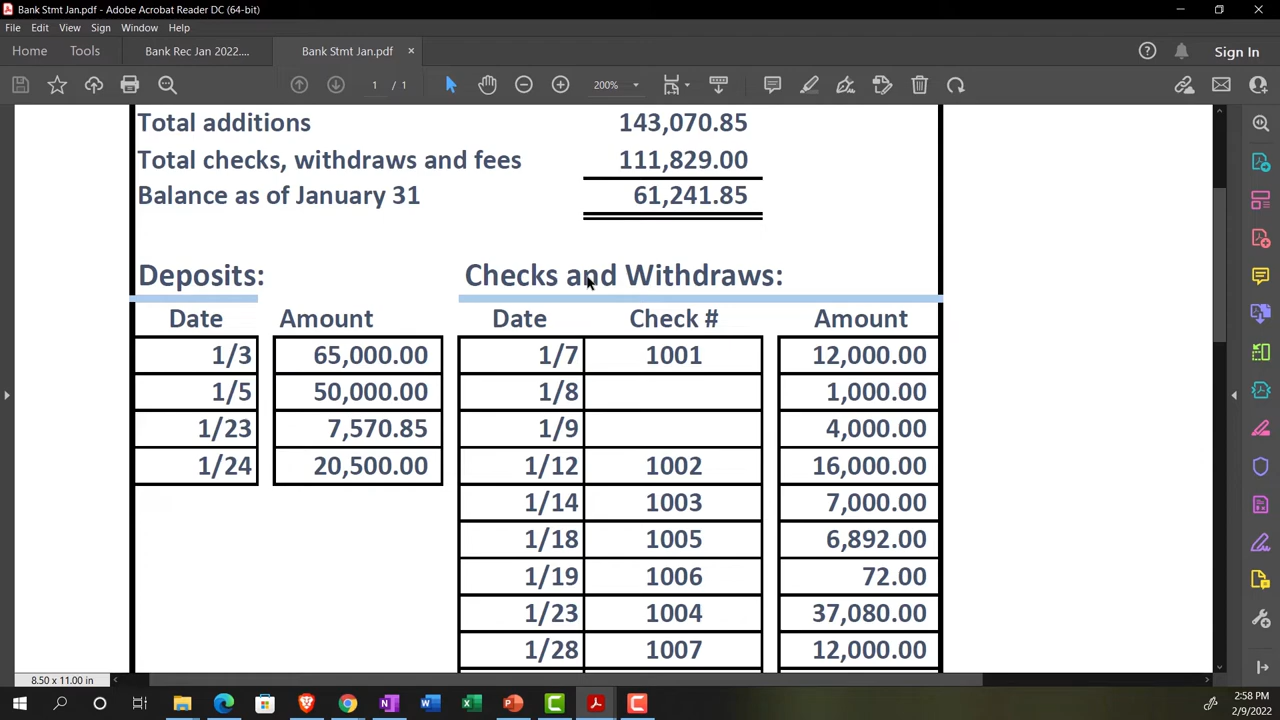 Bank Stmt Jan.pdf - Adobe Acrobat Reader DC (64-bit)
File Edit View Sign Window Help
Home Tools Bank Rec Jan 2022.... Bank Stmt Jan.pdf × Sign In
1 / 1 200%
Total additions 143,070.85
Total checks, withdraws and fees 111,829.00
Balance as of January 31 61,241.85
Deposits: Checks and Withdraws:
Date Amount Date Check # Amount
1/3 65,000.00 1/7 1001 12,000.00
1/5 50,000.00 1/8 1,000.00
1/23 7,570.85 1/9 4,000.00
1/24 20,500.00 1/12 1002 16,000.00
1/14 1003 7,000.00
1/18 1005 6,892.00
1/19 1006 72.00
1/23 1004 37,080.00
1/28 1007 12,000.00
8.50 x 11.00 in
2:58 PM
2/9/2022